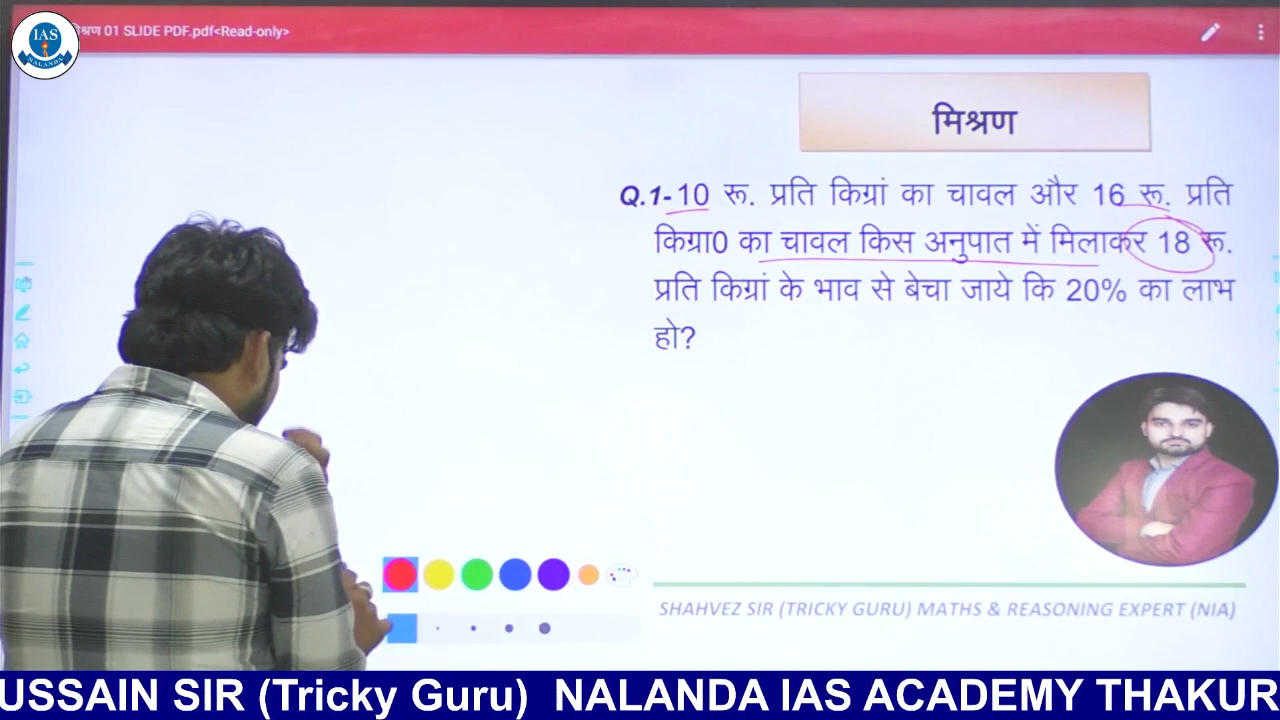 IAS
NALANDA
मिश्रण 01 SLIDE PDF.pdf<Read-only>
मिश्रण
Q.1-10 रू. प्रति किग्रां का चावल और 16 रू. प्रति
किग्रा0 का चावल किस अनुपात में मिलाकर 18 रू.
प्रति किग्रां के भाव से बेचा जाये कि 20% का लाभ
हो?
SHAHVEZ SIR (TRICKY GURU) MATHS & REASONING EXPERT (NIA)
USSAIN SIR (Tricky Guru) NALANDA IAS ACADEMY THAKUR